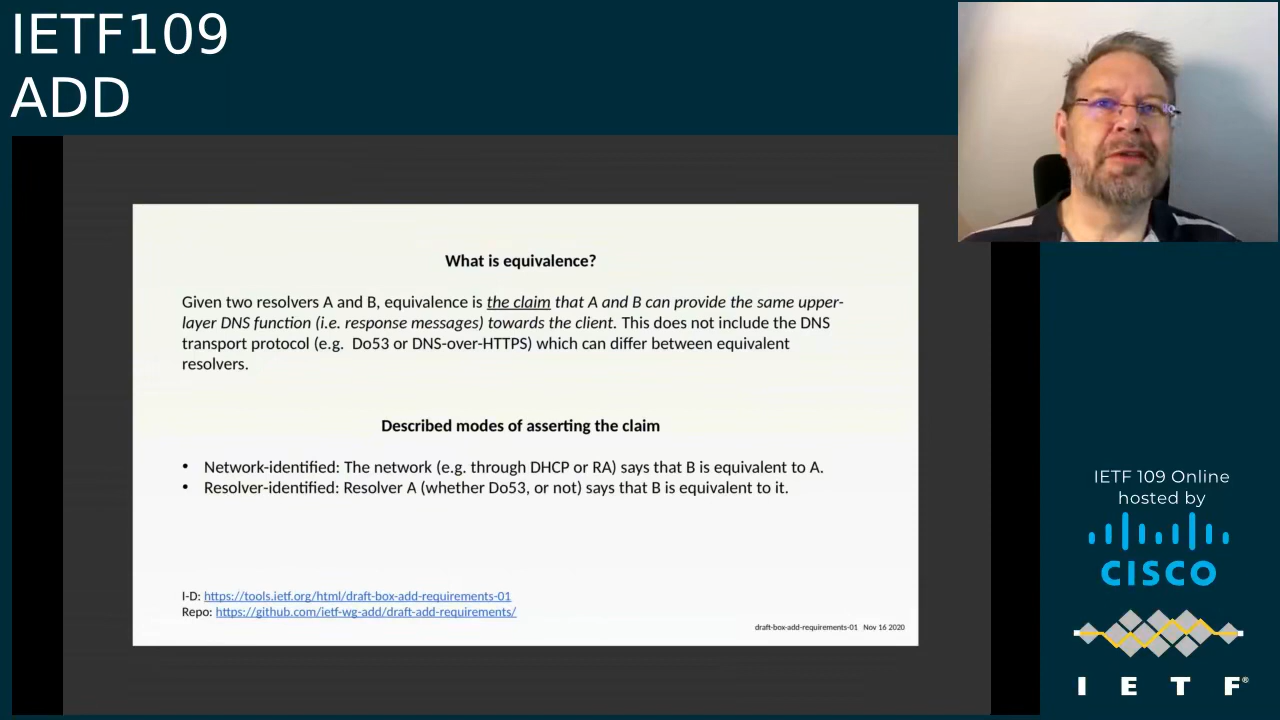 IETF109
ADD
What is equivalence?
Given two resolvers A and B, equivalence is the claim that A and B can provide the same upper-
layer DNS function (i.e. response messages) towards the client. This does not include the DNS
transport protocol (e.g. Do53 or DNS-over-HTTPS) which can differ between equivalent
resolvers.
Described modes of asserting the claim
• Network-identified: The network (e.g. through DHCP or RA) says that B is equivalent to A.
• Resolver-identified: Resolver A (whether Do53, or not) says that B is equivalent to it.
I-D: https://tools.ietf.org/html/draft-box-add-requirements-01
Repo: https://github.com/ietf-wg-add/draft-add-requirements/
draft-box-add-requirements-01 Nov 16 2020
IETF 109 Online
hosted by
CISCO
I E T F®